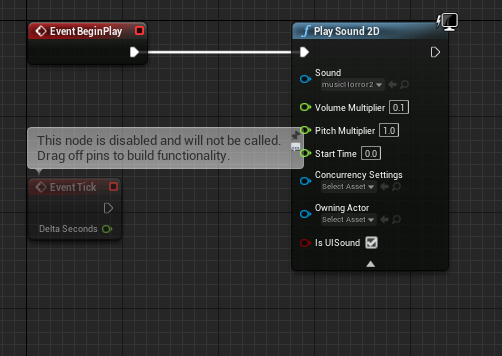 Event BeginPlay
Play Sound 2D
Sound
musicHorror2
Volume Multiplier 0.1
Pitch Multiplier 1.0
Start Time 0.0
Concurrency Settings
Select Asset
Owning Actor
Select Asset
Is UISound
This node is disabled and will not be called.
Drag off pins to build functionality.
Event Tick
Delta Seconds